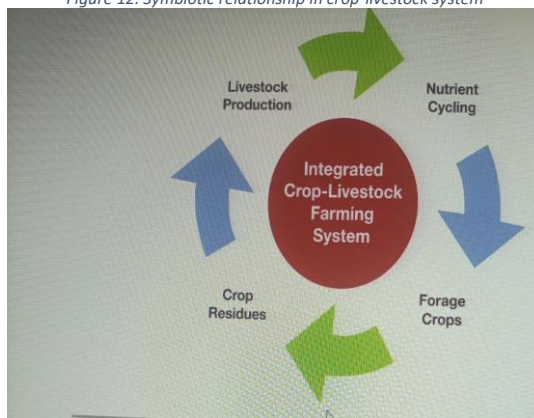 Figure 12: Symbiotic relationship in crop-livestock system
Livestock
Production
Nutrient
Cycling
Integrated
Crop-Livestock
Farming
System
Crop
Residues
Forage
Crops